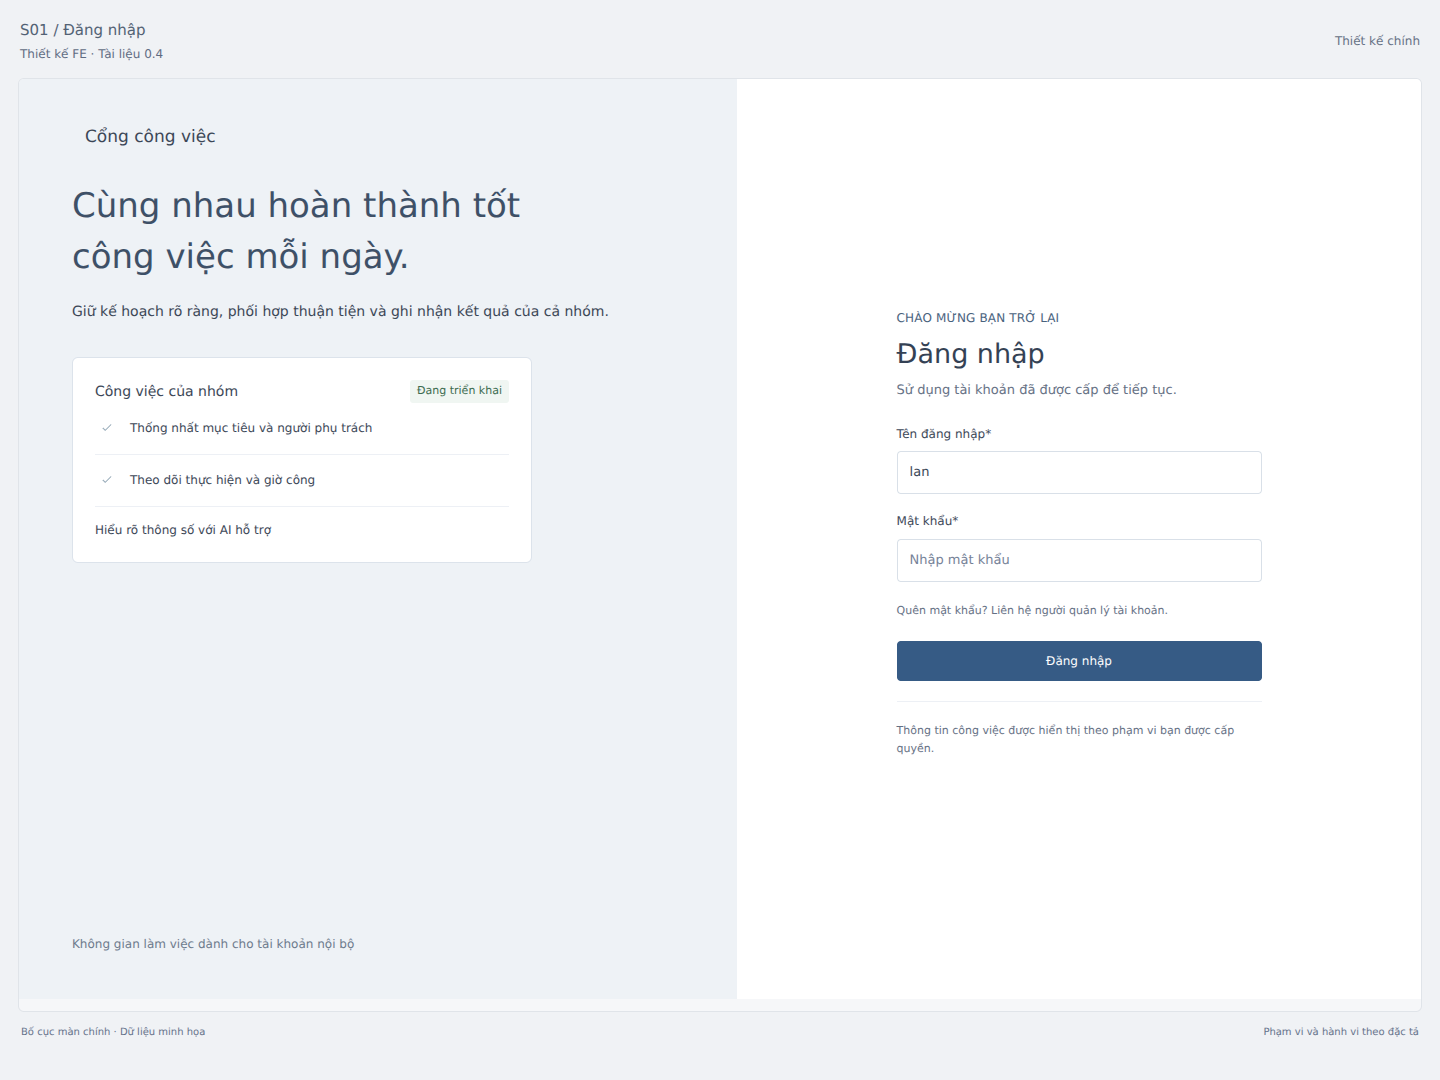 S01 / Đăng nhập
Thiết kế FE · Tài liệu 0.4
Thiết kế chính
Cổng công việc
Cùng nhau hoàn thành tốt
công việc mỗi ngày.
Giữ kế hoạch rõ ràng, phối hợp thuận tiện và ghi nhận kết quả của cả nhóm.
Công việc của nhóm
Đang triển khai
Thống nhất mục tiêu và người phụ trách
Theo dõi thực hiện và giờ công
Hiểu rõ thông số với AI hỗ trợ
Không gian làm việc dành cho tài khoản nội bộ
CHÀO MỪNG BẠN TRỞ LẠI
Đăng nhập
Sử dụng tài khoản đã được cấp để tiếp tục.
Tên đăng nhập*
lan
Mật khẩu*
Nhập mật khẩu
Quên mật khẩu? Liên hệ người quản lý tài khoản.
Đăng nhập
Thông tin công việc được hiển thị theo phạm vi bạn được cấp
quyền.
Bố cục màn chính · Dữ liệu minh họa
Phạm vi và hành vi theo đặc tả